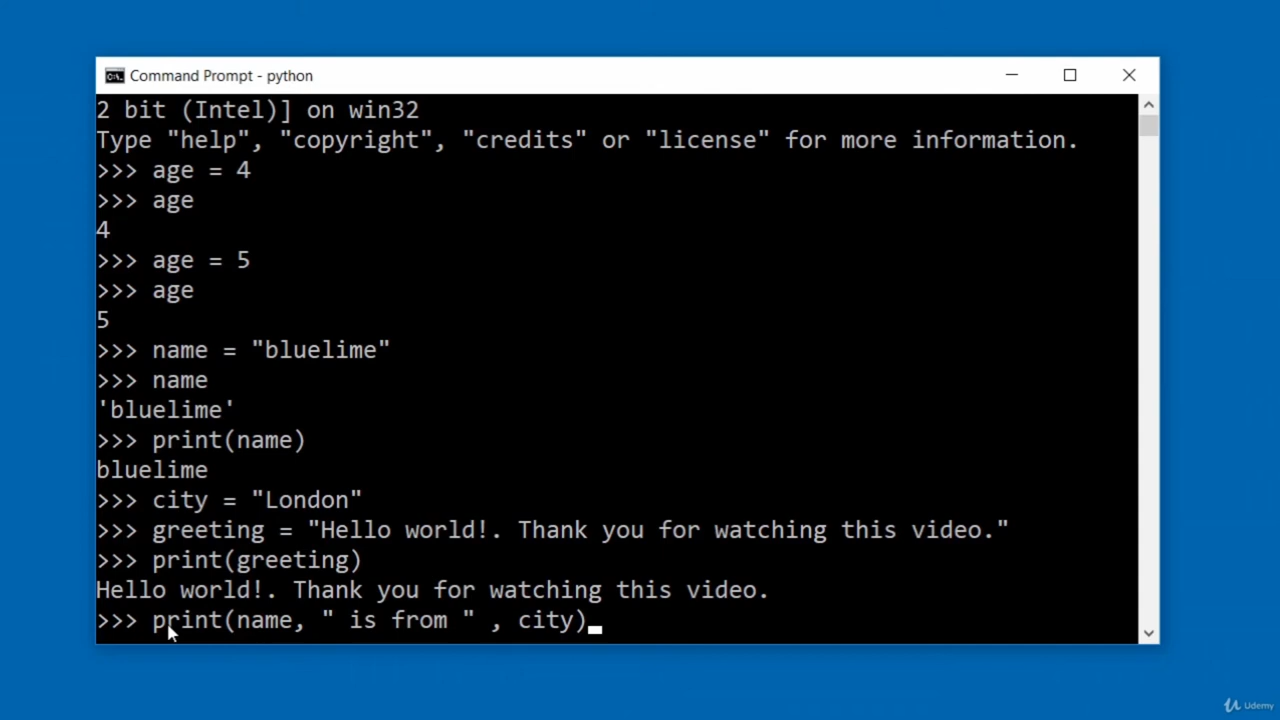 Command Prompt - python
2 bit (Intel)] on win32
Type "help", "copyright", "credits" or "license" for more information.
>>> age = 4
>>> age
4
>>> age = 5
>>> age
5
>>> name = "bluelime"
>>> name
'bluelime'
>>> print(name)
bluelime
>>> city = "London"
>>> greeting = "Hello world!. Thank you for watching this video."
>>> print(greeting)
Hello world!. Thank you for watching this video.
>>> print(name, " is from " , city)
Udemy